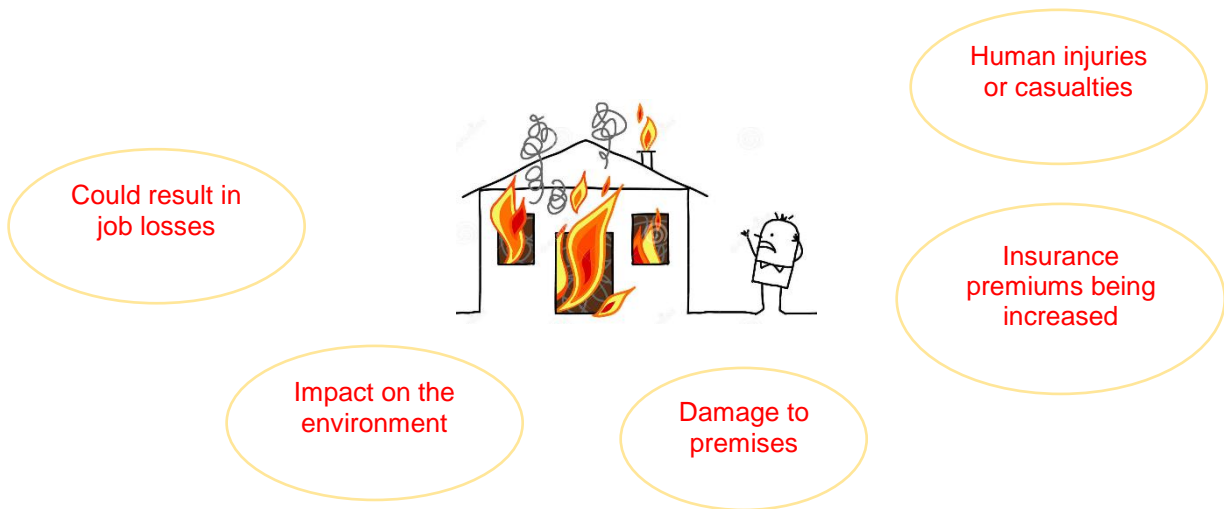 Human injuries
or casualties
Could result in
job losses
Insurance
premiums being
increased
Impact on the
environment
Damage to
premises